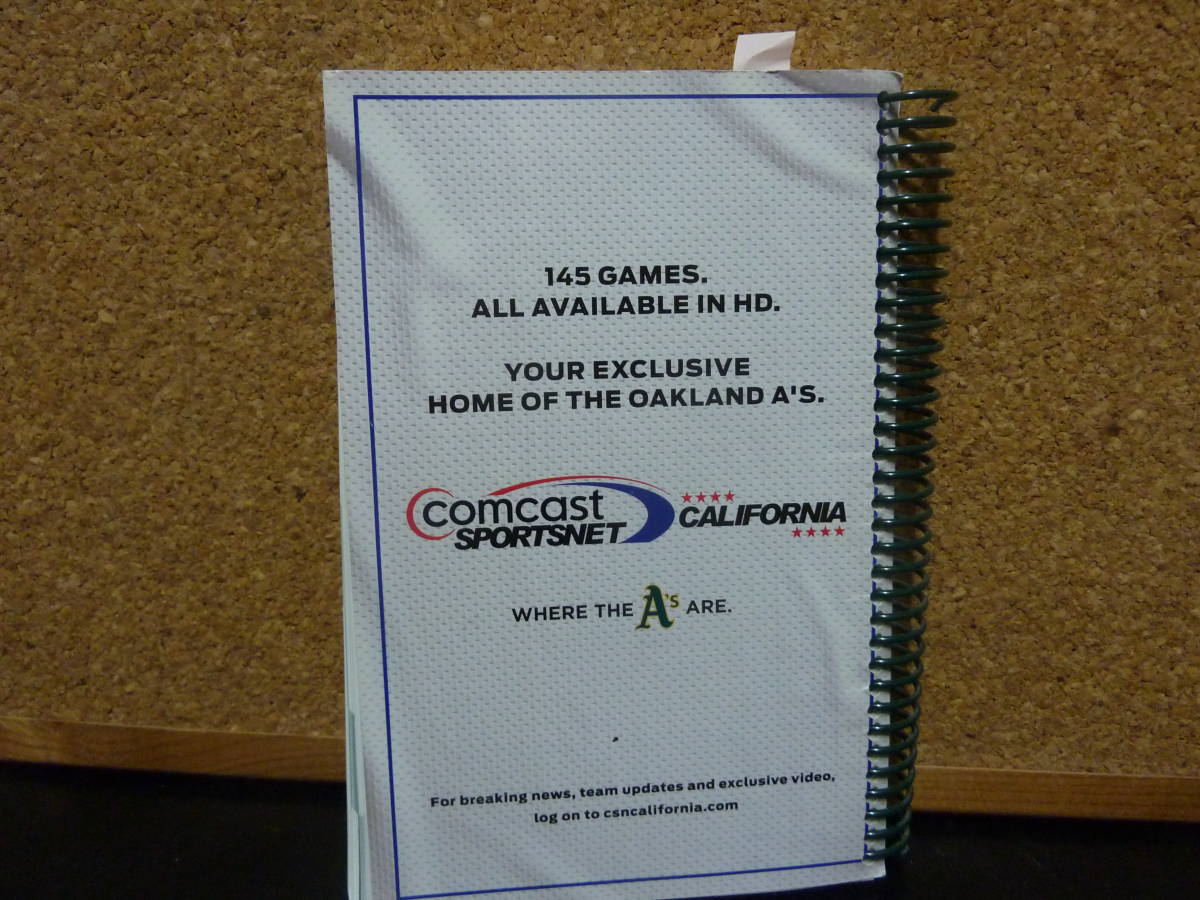 145 GAMES.
ALL AVAILABLE IN HD.
YOUR EXCLUSIVE
HOME OF THE OAKLAND A'S.
comcast
SPORTSNET
CALIFORNIA
WHERE THE A's ARE.
For breaking news, team updates and exclusive video,
log on to csncalifornia.com